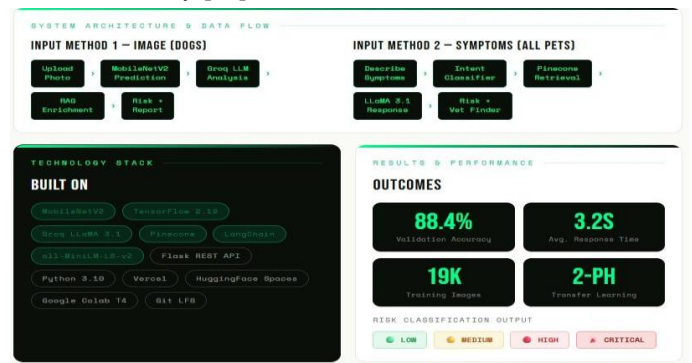 SYSTEM ARCHITECTURE & DATA FLOW
INPUT METHOD 1 – IMAGE (DOGS)
Upload Photo › MobileNetV2 Prediction › Groq LLM Analysis ›
RAG Enrichment › Risk + Report
INPUT METHOD 2 – SYMPTOMS (ALL PETS)
Describe Symptoms › Intent Classifier › Pinecone Retrieval ›
LLaMA 3.1 Response › Risk + Vet Finder
TECHNOLOGY STACK
BUILT ON
MobileNetV2 TensorFlow 2.19
Groq LLaMA 3.1 Pinecone LangChain
all-MiniLM-L6-v2 Flask REST API
Python 3.10 Vercel HuggingFace Spaces
Google Colab T4 Git LFS
RESULTS & PERFORMANCE
OUTCOMES
88.4% 3.2S
Validation Accuracy Avg. Response Time
19K 2-PH
Training Images Transfer Learning
RISK CLASSIFICATION OUTPUT
LOW MEDIUM HIGH CRITICAL